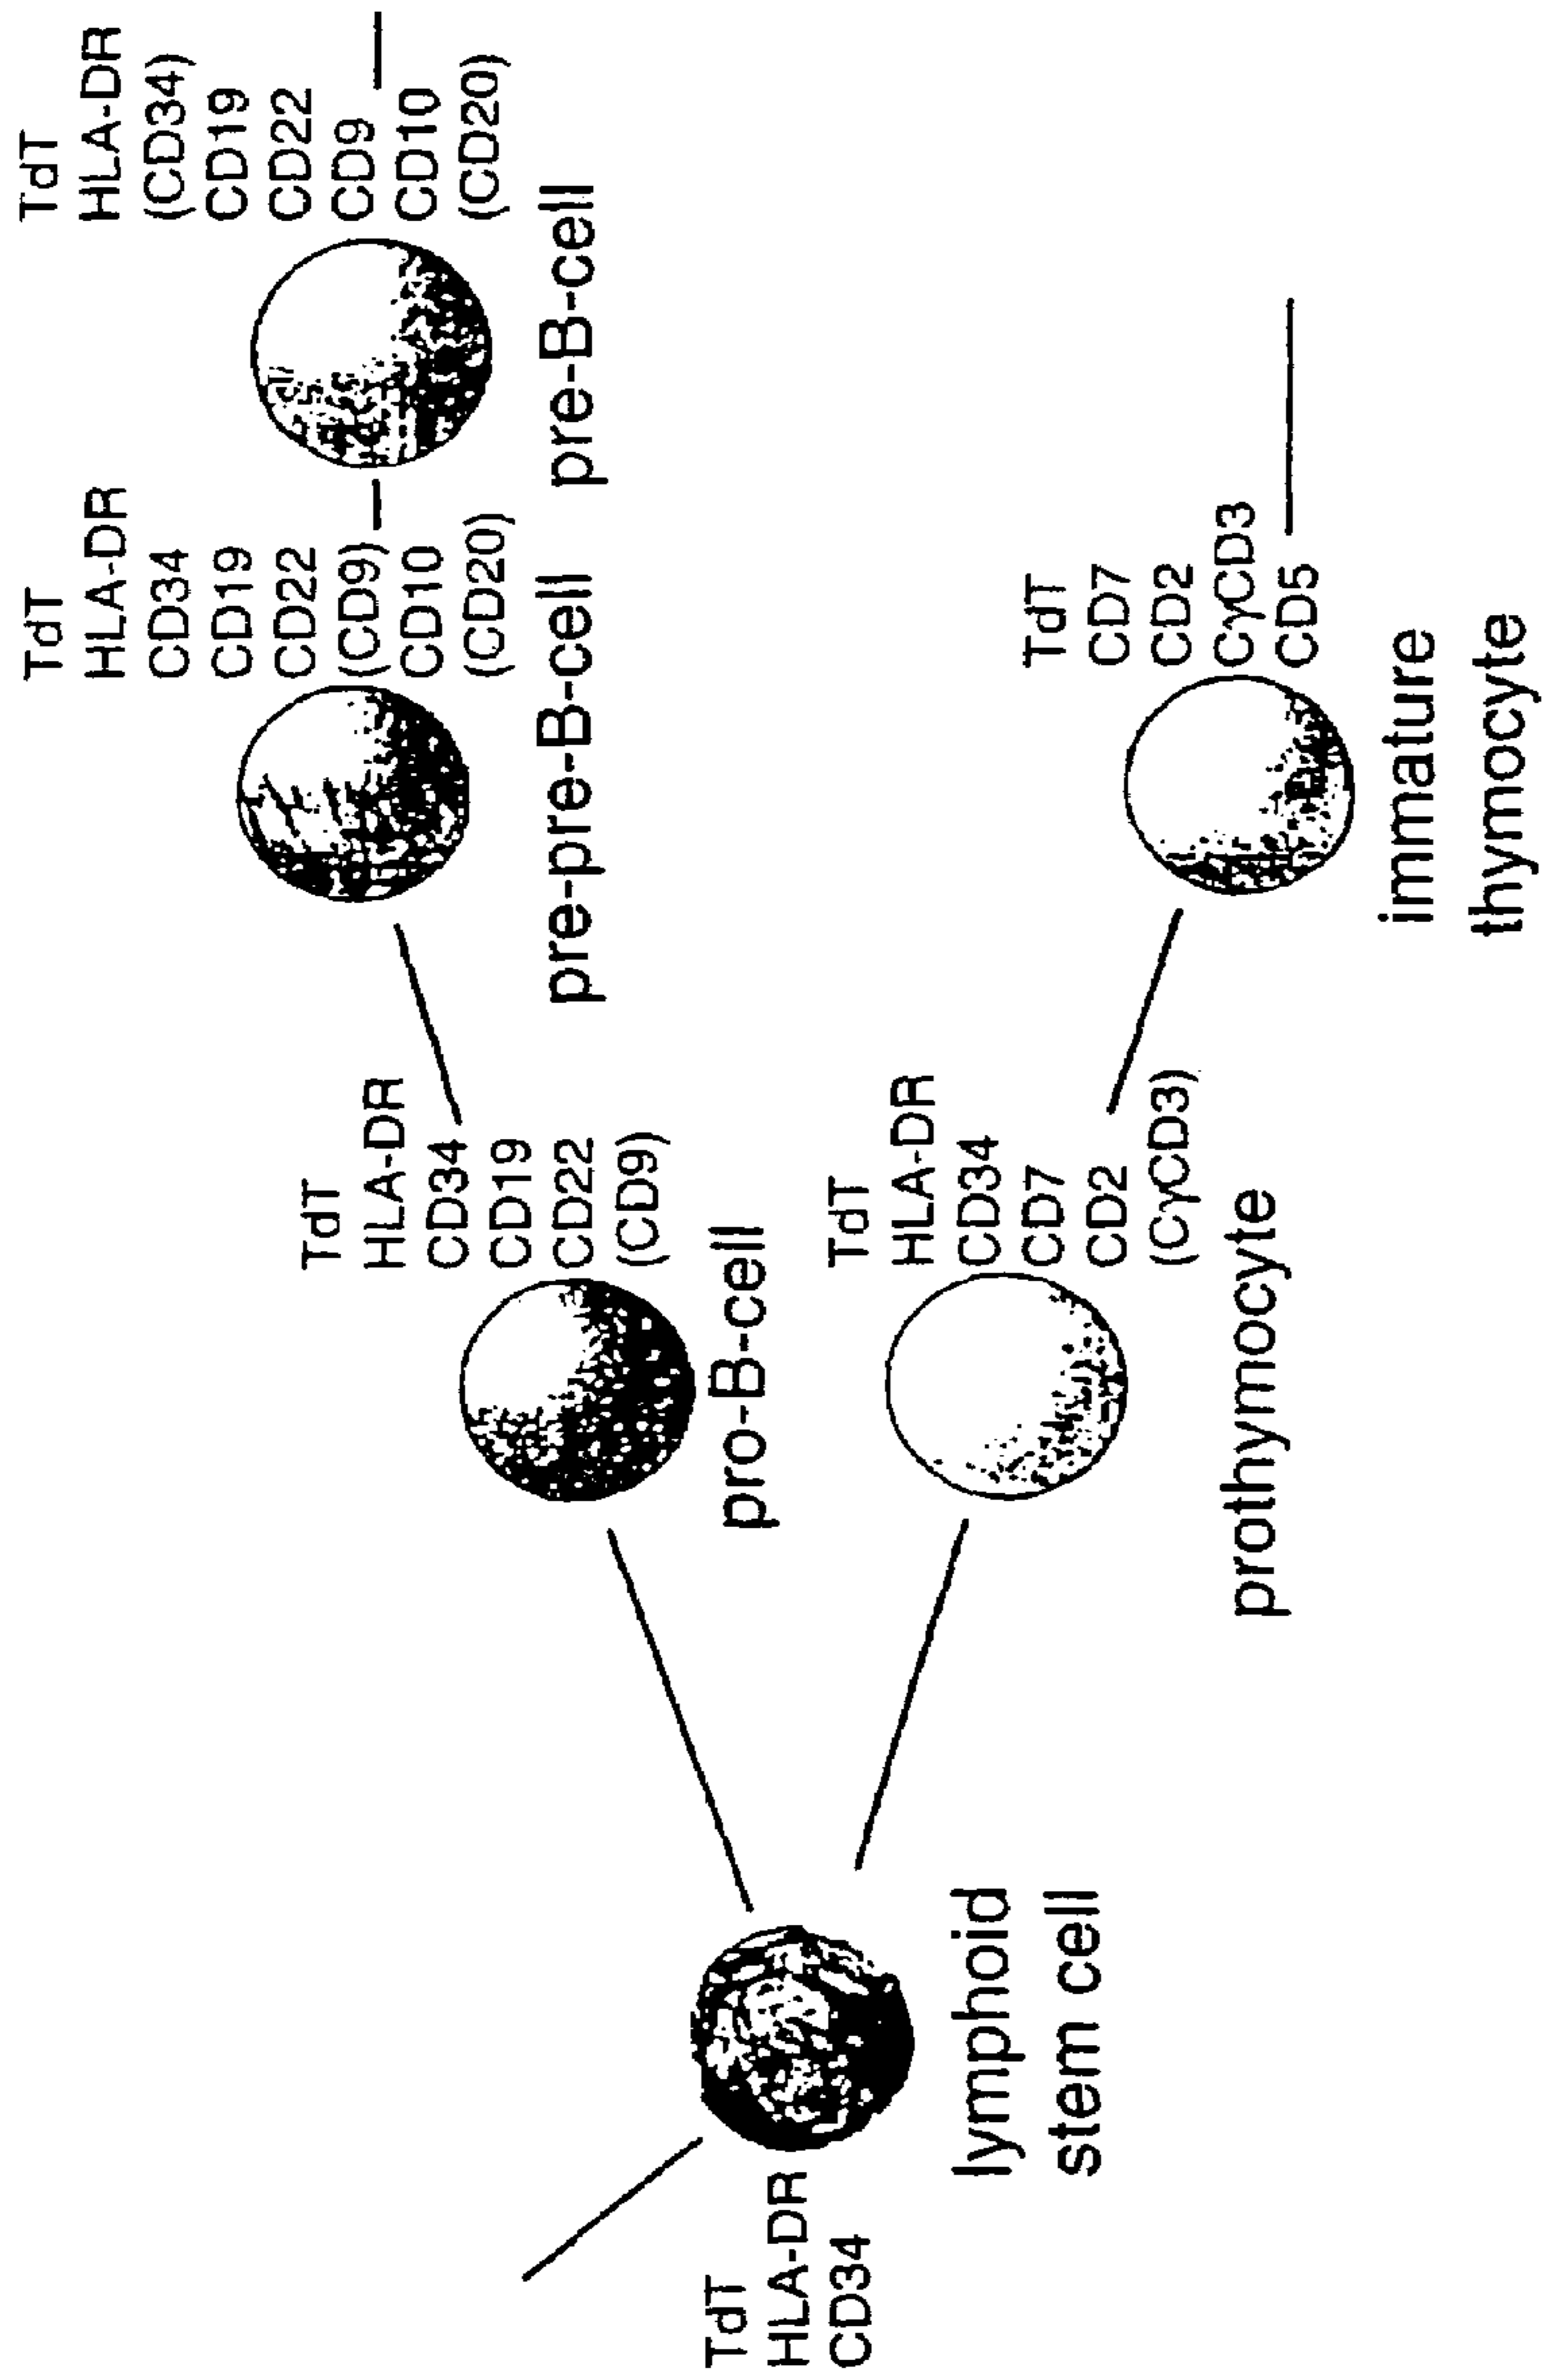 TdT
HLA-DR
CD34
lymphoid
stem cell
TdT
HLA-DR
CD34
CD19
CD22
(CD9)
pro-B-cell
TdT
HLA-DR
CD34
CD19
CD22
(CD9)
CD10
(CD20)
pre-pre-B-cell
TdT
HLA-DR
(CD34)
CD19
CD22
CD9
CD10
(CD20)
pre-B-cell
TdT
HLA-DR
CD34
CD7
CD2
(CγCD3)
prothymocyte
TdT
CD7
CD2
CγCD3
CD5
immature
thymocyte